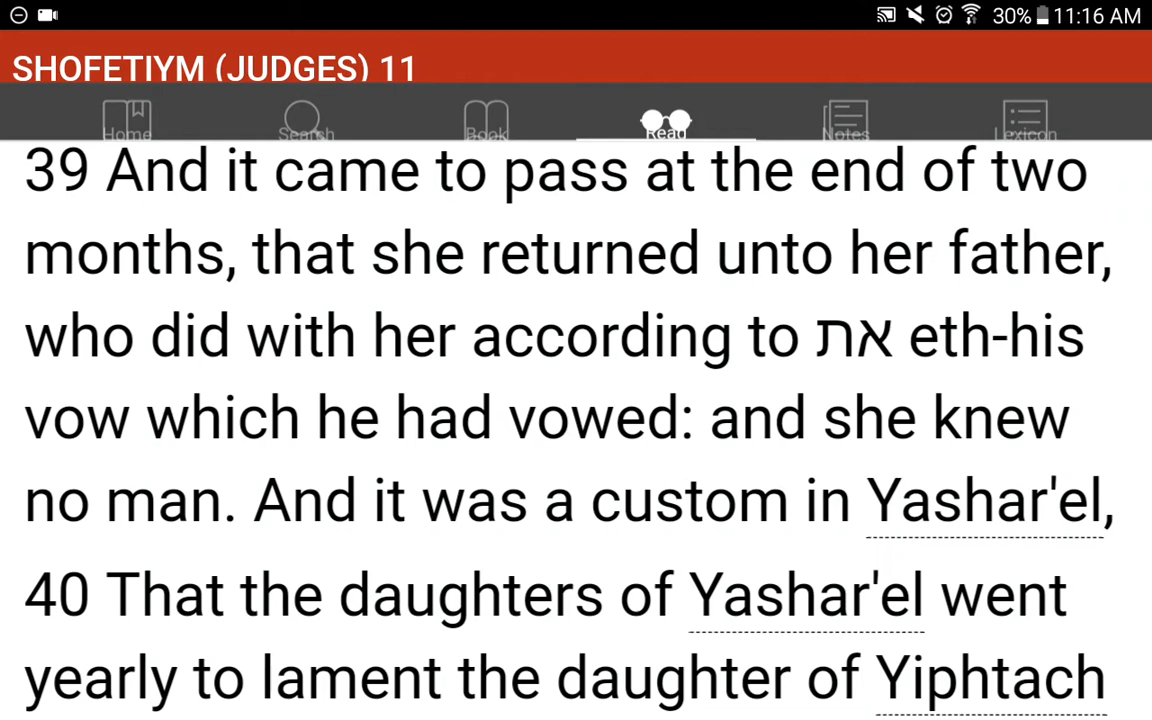 30% 11:16 AM
SHOFETIYM (JUDGES) 11
Home Search Book Read Notes Lexicon
39 And it came to pass at the end of two
months, that she returned unto her father,
who did with her according to את eth-his
vow which he had vowed: and she knew
no man. And it was a custom in Yashar'el,
40 That the daughters of Yashar'el went
yearly to lament the daughter of Yiphtach